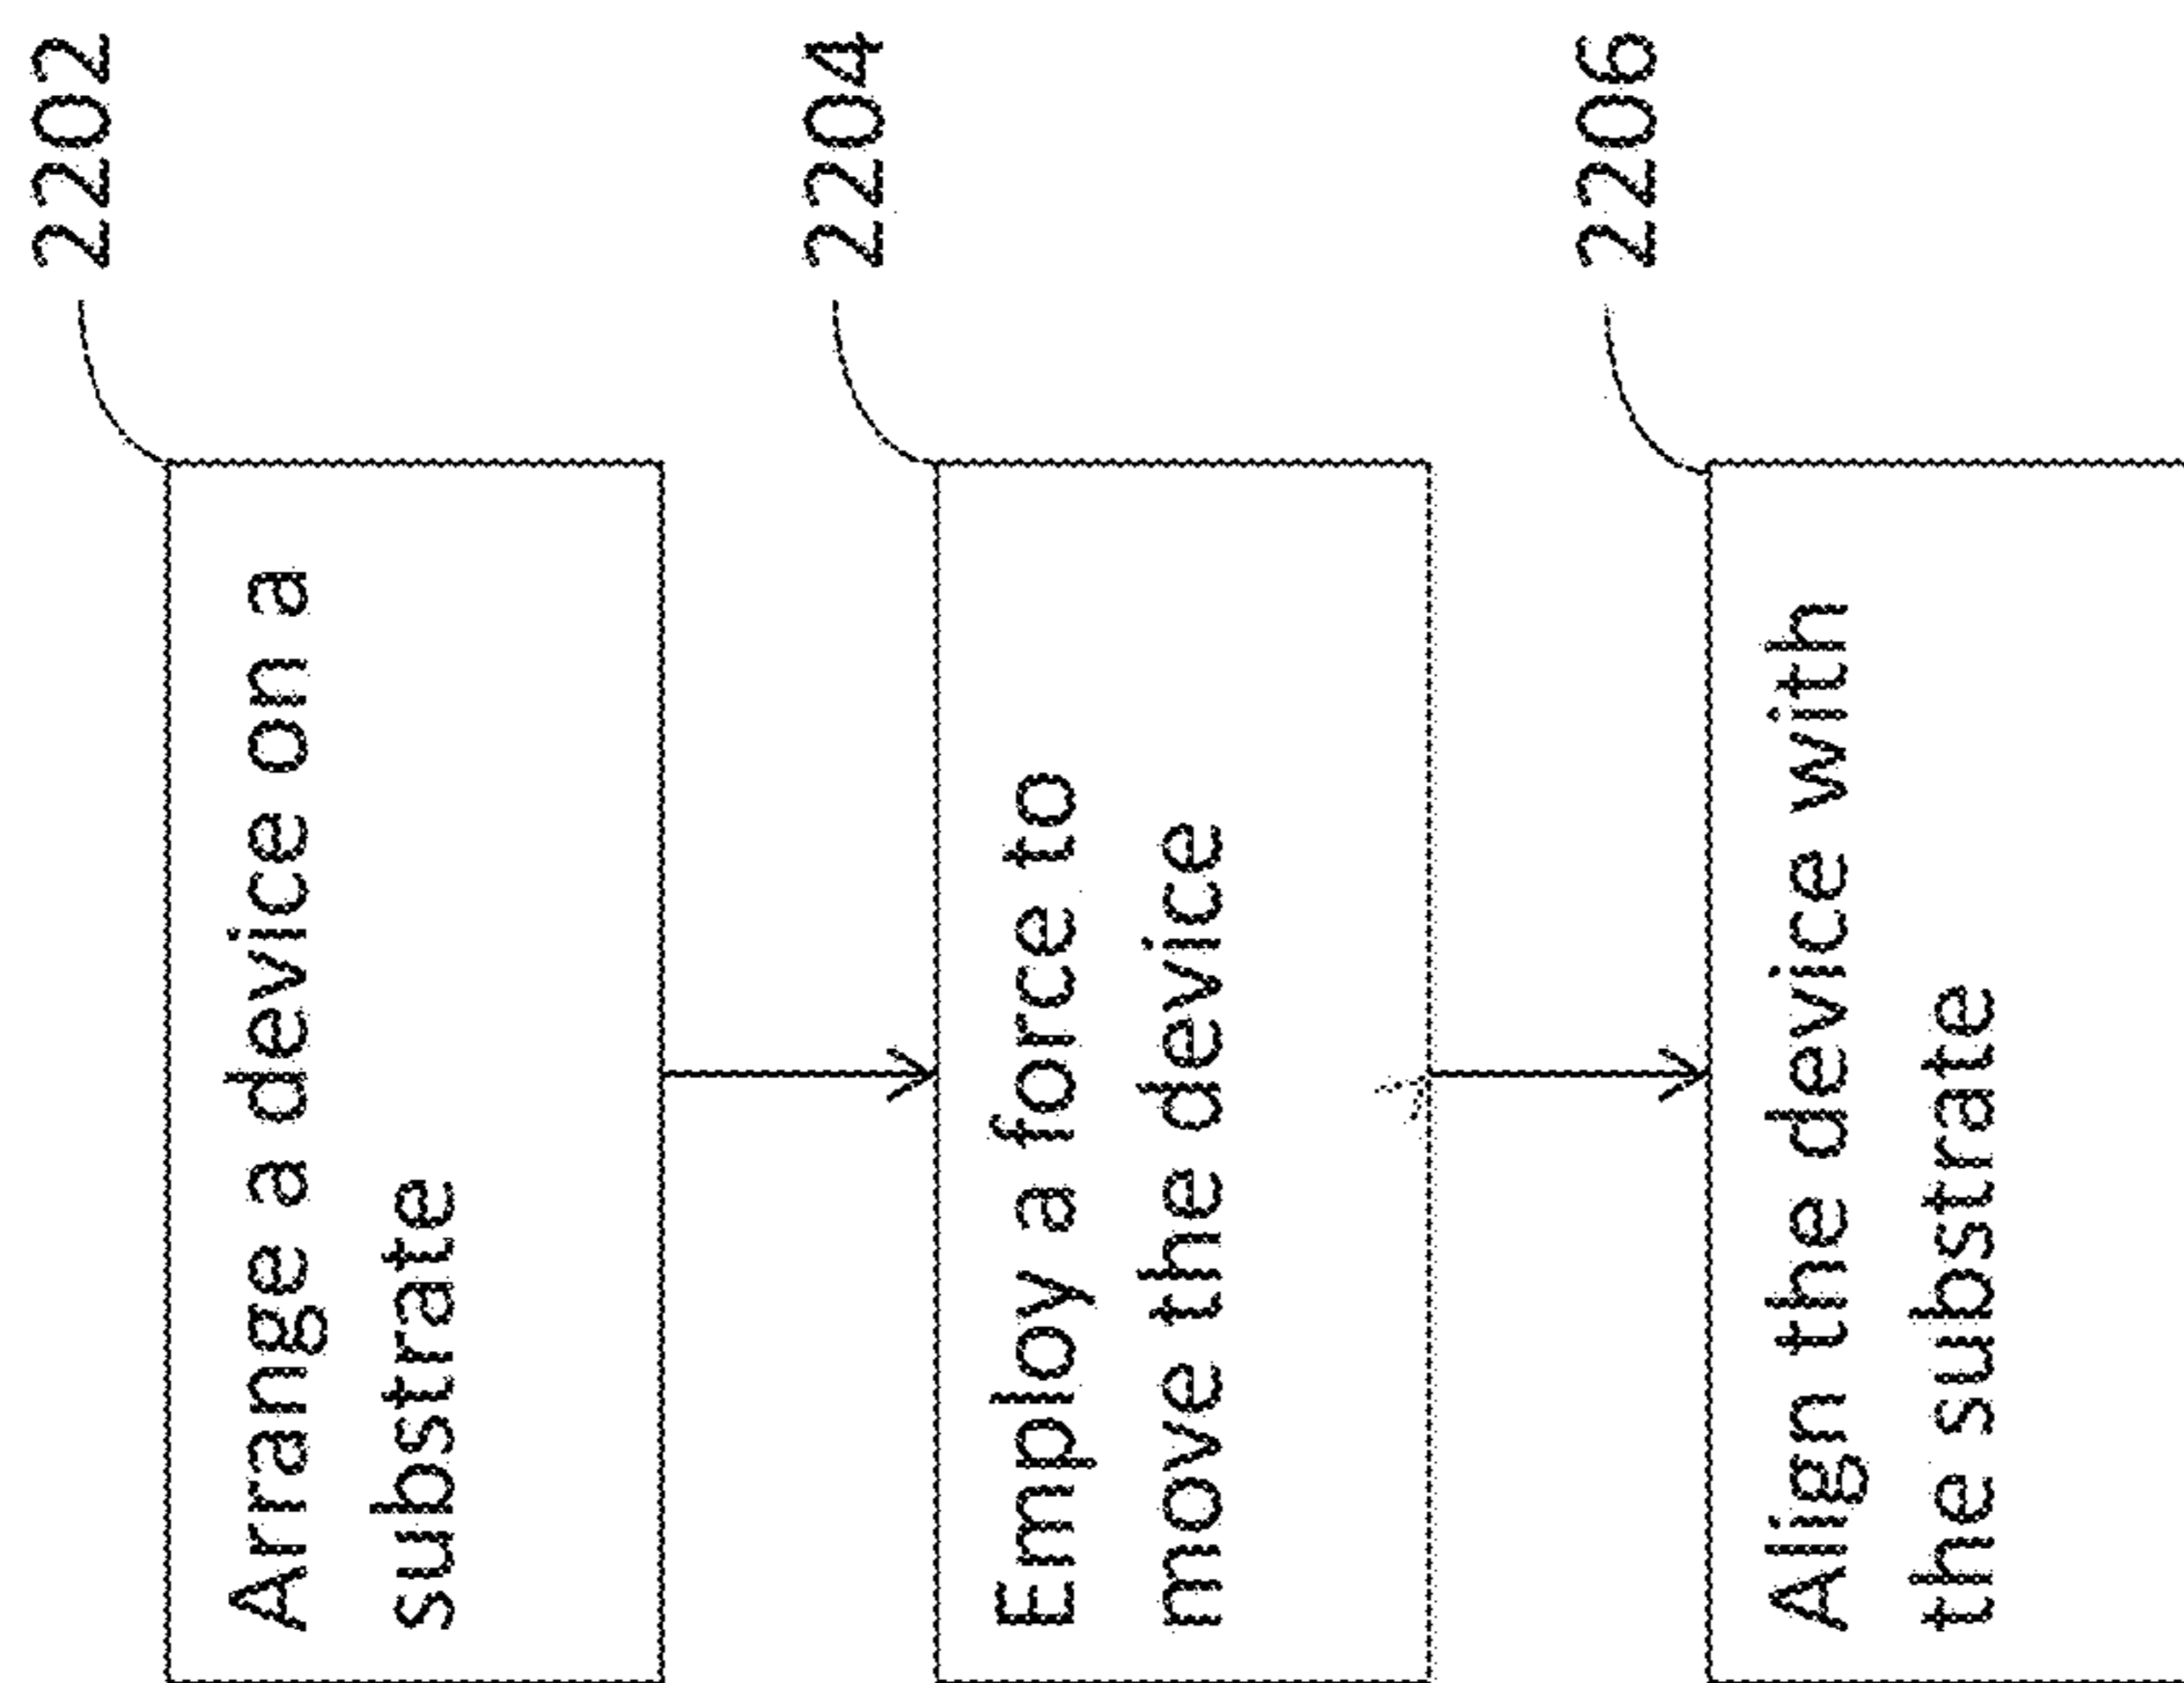 2202
Arrange a device on a
substrate
2204
Employ a force to
move the device
2206
Align the device with
the substrate